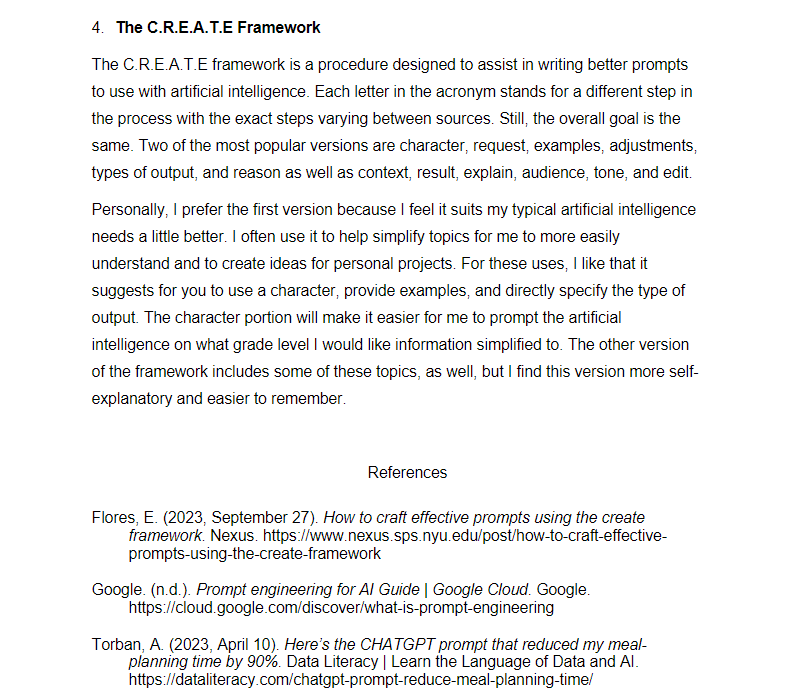 4. The C.R.E.A.T.E Framework
The C.R.E.A.T.E framework is a procedure designed to assist in writing better prompts
to use with artificial intelligence. Each letter in the acronym stands for a different step in
the process with the exact steps varying between sources. Still, the overall goal is the
same. Two of the most popular versions are character, request, examples, adjustments,
types of output, and reason as well as context, result, explain, audience, tone, and edit.
Personally, I prefer the first version because I feel it suits my typical artificial intelligence
needs a little better. I often use it to help simplify topics for me to more easily
understand and to create ideas for personal projects. For these uses, I like that it
suggests for you to use a character, provide examples, and directly specify the type of
output. The character portion will make it easier for me to prompt the artificial
intelligence on what grade level I would like information simplified to. The other version
of the framework includes some of these topics, as well, but I find this version more self-
explanatory and easier to remember.
References
Flores, E. (2023, September 27). How to craft effective prompts using the create
framework. Nexus. https://www.nexus.sps.nyu.edu/post/how-to-craft-effective-
prompts-using-the-create-framework
Google. (n.d.). Prompt engineering for AI Guide | Google Cloud. Google.
https://cloud.google.com/discover/what-is-prompt-engineering
Torban, A. (2023, April 10). Here’s the CHATGPT prompt that reduced my meal-
planning time by 90%. Data Literacy | Learn the Language of Data and AI.
https://dataliteracy.com/chatgpt-prompt-reduce-meal-planning-time/